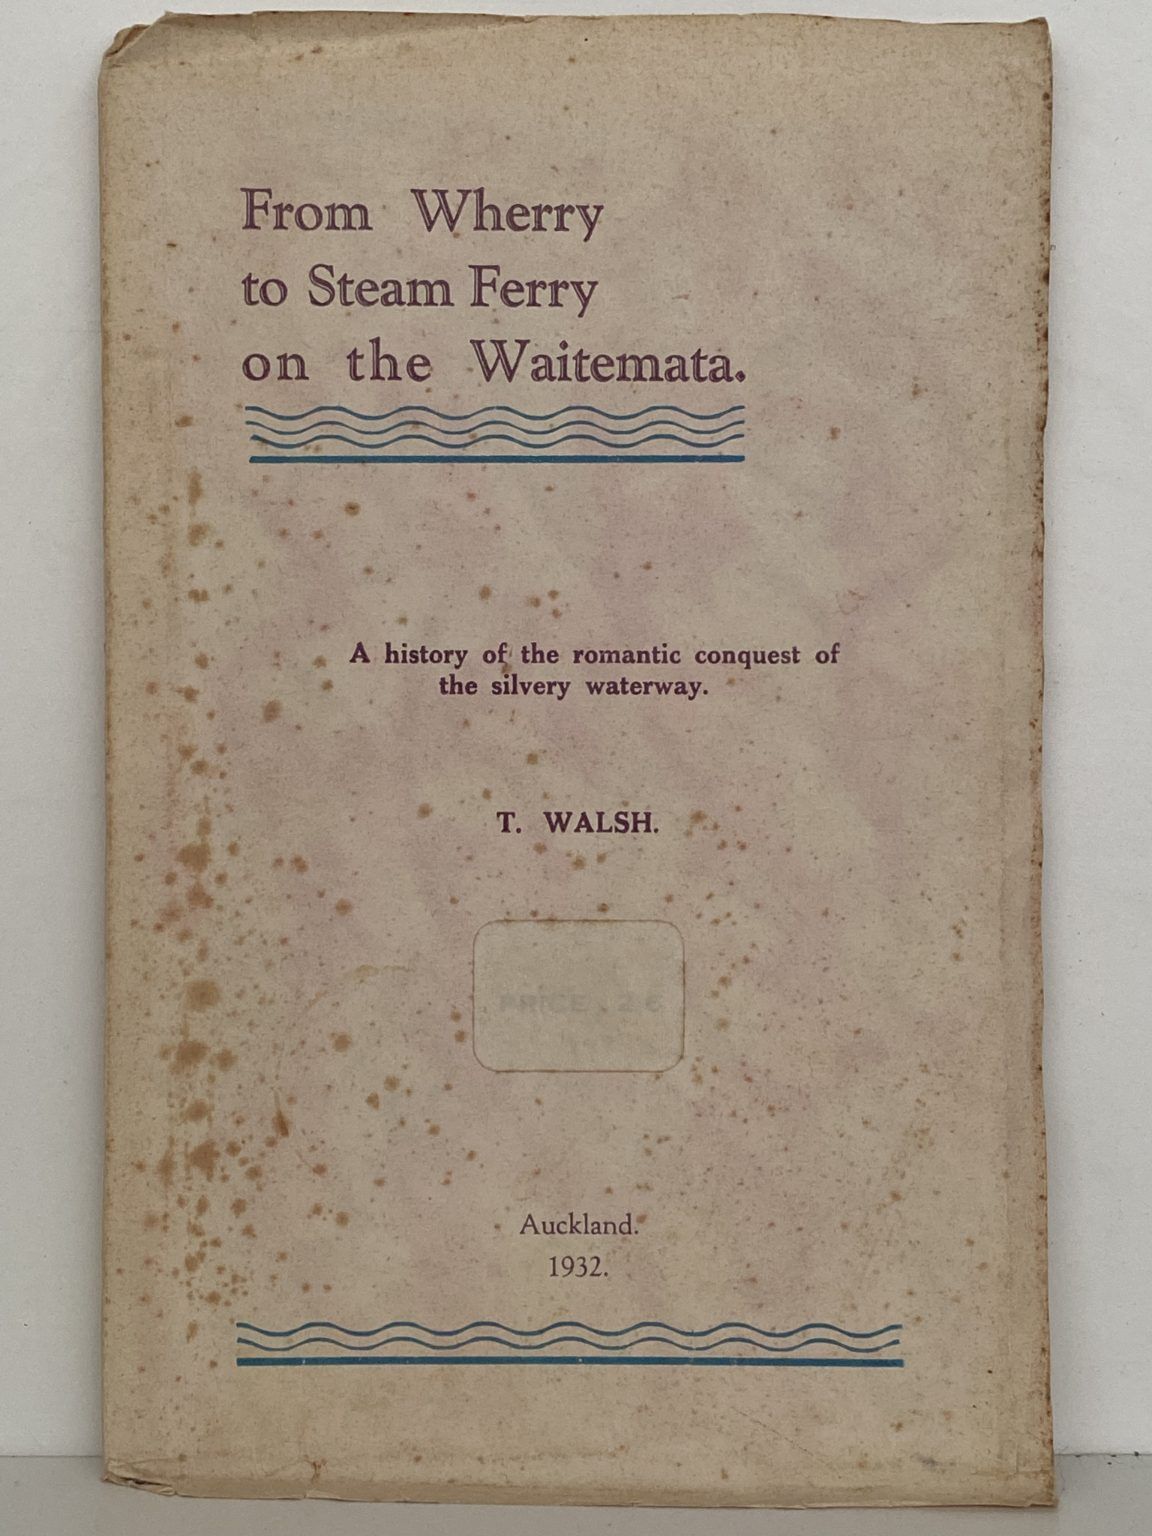 From Wherry
to Steam Ferry
on the Waitemata.
A history of the romantic conquest of
the silvery waterway.
T. WALSH.
PRICE
Auckland.
1932.